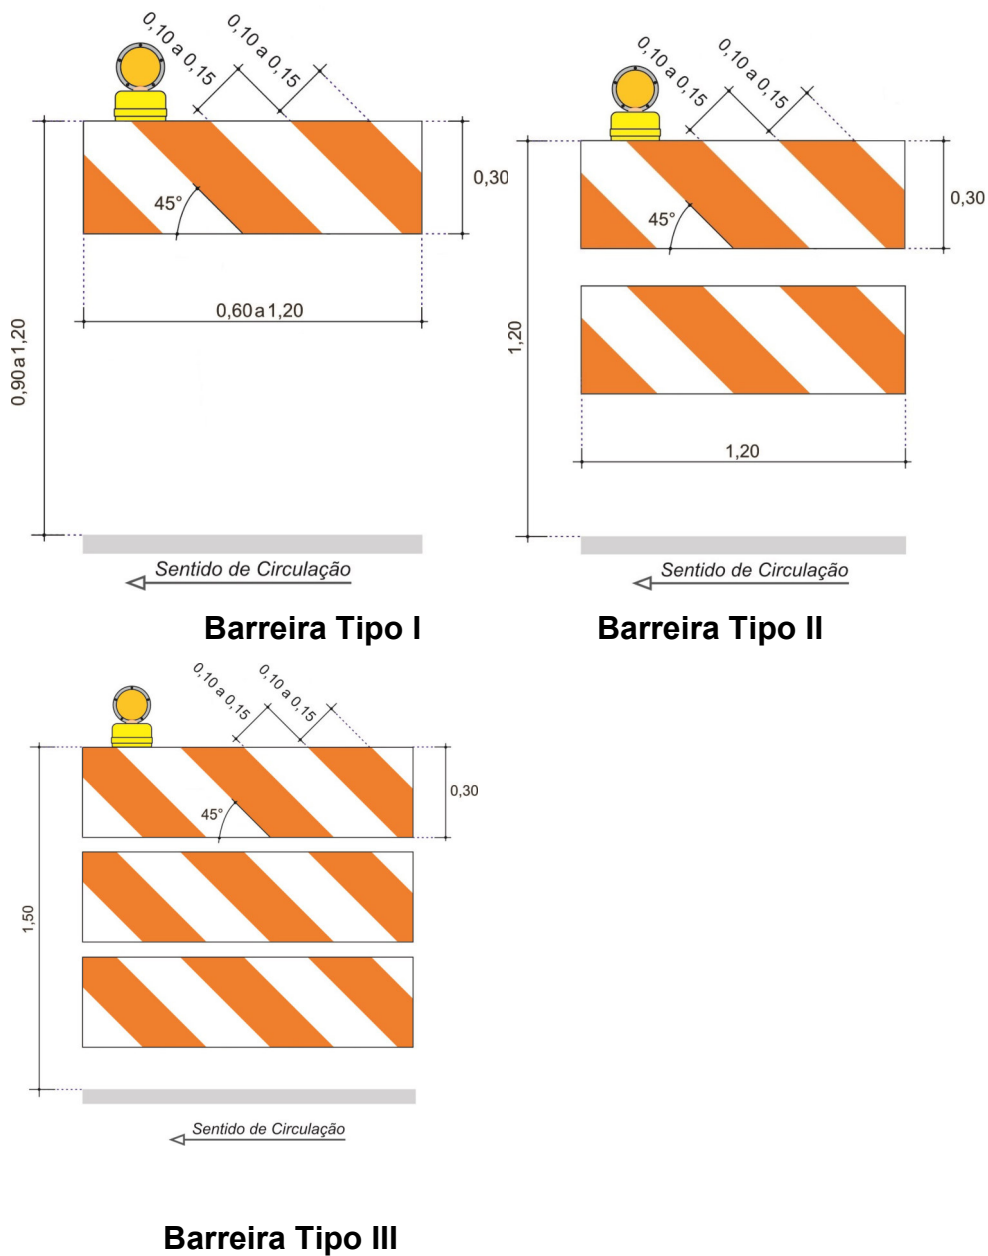 0,10 a 0,15
0,10 a 0,15
45°
0,30
0,60 a 1,20
0,90 a 1,20
Sentido de Circulação
Barreira Tipo I
0,10 a 0,15
0,10 a 0,15
45°
0,30
1,20
1,20
Sentido de Circulação
Barreira Tipo II
0,10 a 0,15
0,10 a 0,15
45°
0,30
1,50
Sentido de Circulação
Barreira Tipo III